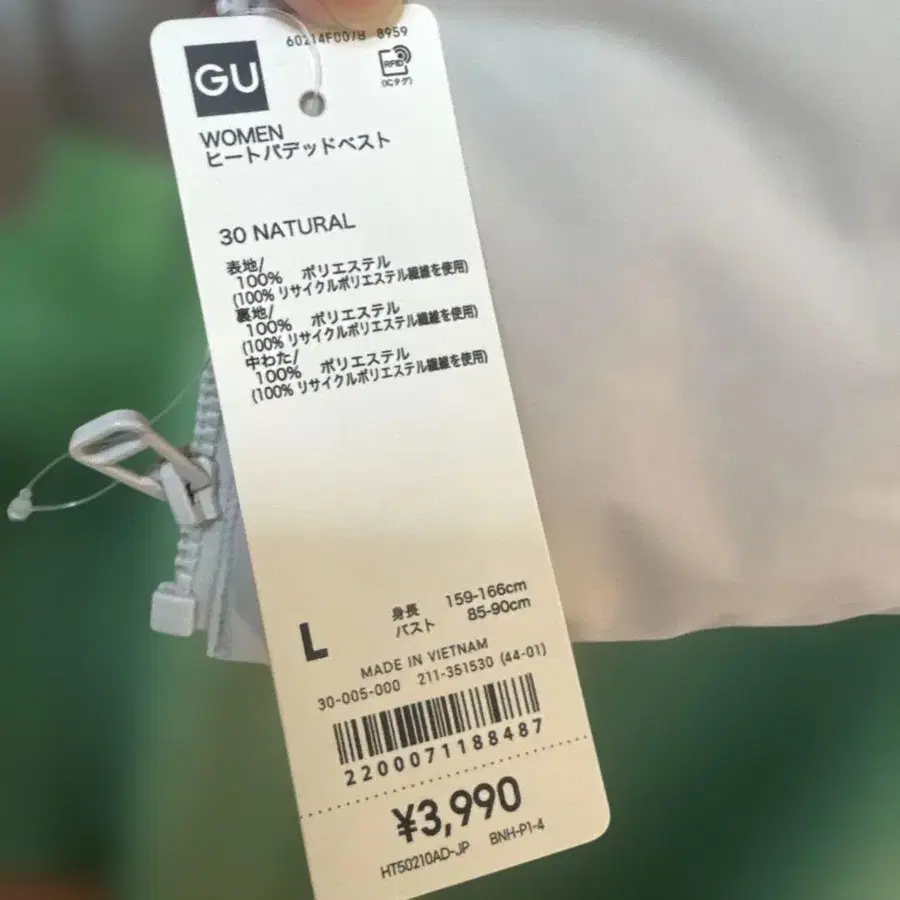 60214F007B 8959
GU
RFID
(ICタグ)
WOMEN
ヒートパデッドベスト
30 NATURAL
表地/
100% ポリエステル
(100% リサイクルポリエステル繊維を使用)
裏地/
100% ポリエステル
(100% リサイクルポリエステル繊維を使用)
中わた/
100% ポリエステル
(100% リサイクルポリエステル繊維を使用)
L
身長 159-166cm
バスト 85-90cm
MADE IN VIETNAM
30-005-000 211-351530 (44-01)
2200071188487
¥3,990
HT50210AD-JP BNH-P1-4